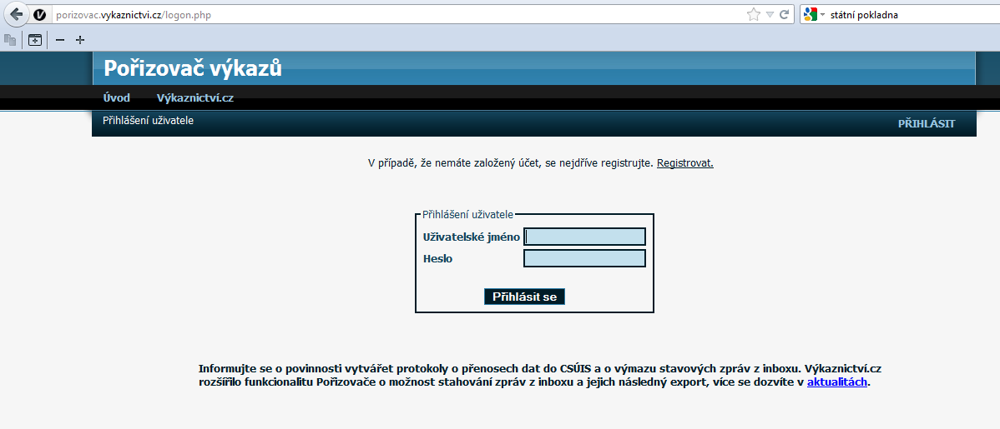 porizovac.vykaznictvi.cz/logon.php
státní pokladna
Pořizovač výkazů
Úvod Výkaznictví.cz
Přihlášení uživatele PŘIHLÁSIT
V případě, že nemáte založený účet, se nejdříve registrujte. Registrovat.
Přihlášení uživatele
Uživatelské jméno
Heslo
Přihlásit se
Informujte se o povinnosti vytvářet protokoly o přenosech dat do CSÚIS a o výmazu stavových zpráv z inboxu. Výkaznictví.cz
rozšířilo funkcionalitu Pořizovače o možnost stahování zpráv z inboxu a jejich následný export, více se dozvíte v aktualitách.